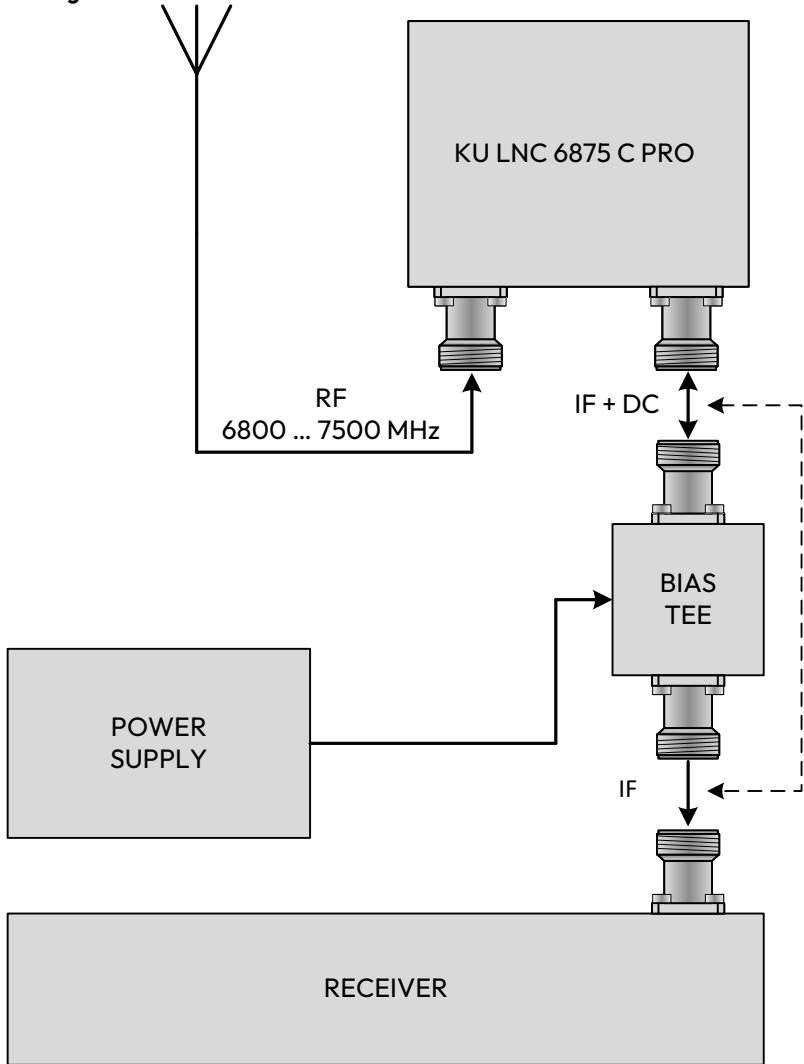 KU LNC 6875 C PRO
RF
6800 ... 7500 MHz
IF + DC
BIAS
TEE
POWER
SUPPLY
IF
RECEIVER